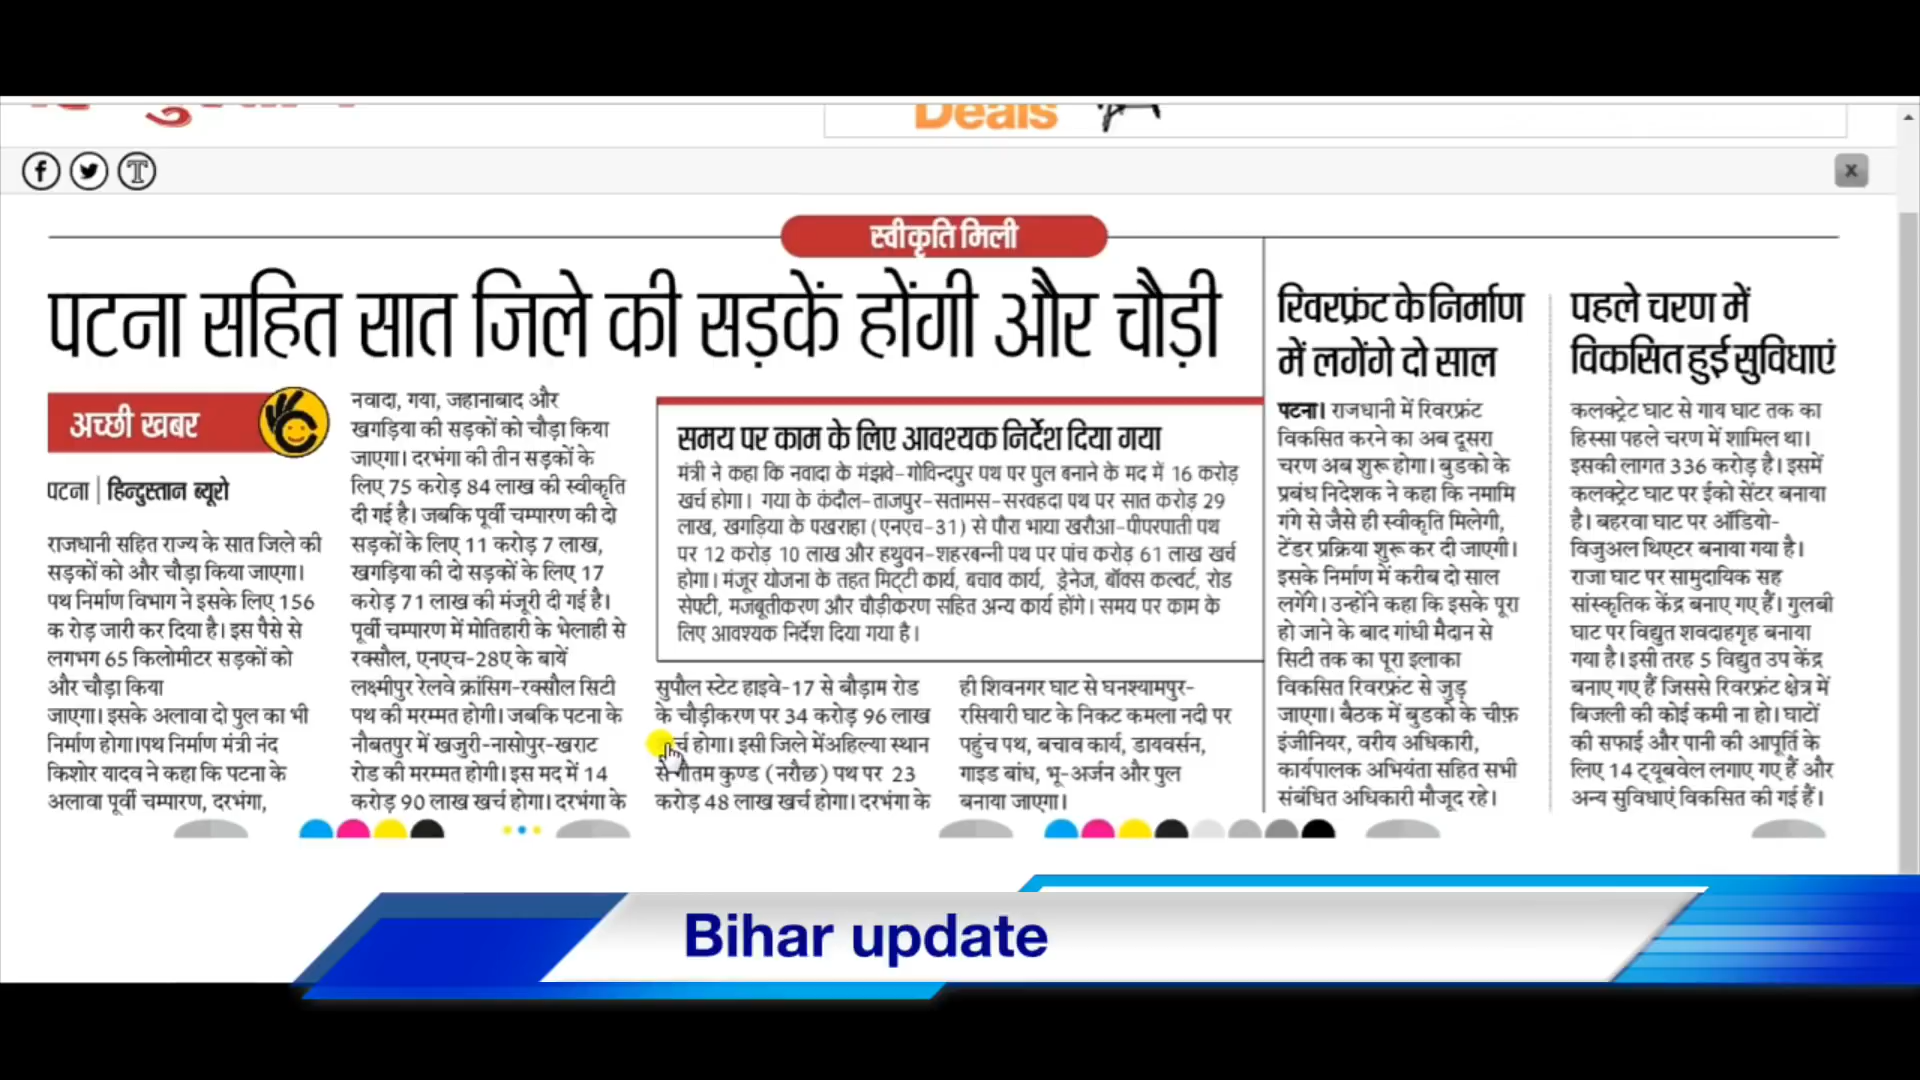 Deals
स्वीकृति मिली
पटना सहित सात जिले की सड़कें होंगी और चौड़ी
अच्छी खबर
पटना | हिन्दुस्तान ब्यूरो
राजधानी सहित राज्य के सात जिले की
सड़कों को और चौड़ा किया जाएगा।
पथ निर्माण विभाग ने इसके लिए 156
क रोड़ जारी कर दिया है। इस पैसे से
लगभग 65 किलोमीटर सड़कों को
और चौड़ा किया
जाएगा। इसके अलावा दो पुल का भी
निर्माण होगा।पथ निर्माण मंत्री नंद
किशोर यादव ने कहा कि पटना के
अलावा पूर्वी चम्पारण, दरभंगा,
नवादा, गया, जहानाबाद और
खगड़िया की सड़कों को चौड़ा किया
जाएगा। दरभंगा की तीन सड़कों के
लिए 75 करोड़ 84 लाख की स्वीकृति
दी गई है। जबकि पूर्वी चम्पारण की दो
सड़कों के लिए 11 करोड़ 7 लाख,
खगड़िया की दो सड़कों के लिए 17
करोड़ 71 लाख की मंजूरी दी गई है।
पूर्वी चम्पारण में मोतिहारी के भेलाही से
रक्सौल, एनएच-28ए के बायें
लक्ष्मीपुर रेलवे क्रांसिग-रक्सौल सिटी
पथ की मरम्मत होगी। जबकि पटना के
नौबतपुर में खजुरी-नासोपुर-खराट
रोड की मरम्मत होगी। इस मद में 14
करोड़ 90 लाख खर्च होगा। दरभंगा के
समय पर काम के लिए आवश्यक निर्देश दिया गया
मंत्री ने कहा कि नवादा के मंझवे-गोविन्दपुर पथ पर पुल बनाने के मद में 16 करोड़
खर्च होगा। गया के कंदौल-ताजपुर-सतामस-सरवहदा पथ पर सात करोड़ 29
लाख, खगड़िया के पखराहा (एनएच-31) से पौरा भाया खरौआ-पीपरपाती पथ
पर 12 करोड़ 10 लाख और हथुवन-शहरबन्नी पथ पर पांच करोड़ 61 लाख खर्च
होगा। मंजूर योजना के तहत मिट्टी कार्य, बचाव कार्य, ड्रेनेज, बॉक्स कल्वर्ट, रोड
सेफ्टी, मजबूतीकरण और चौड़ीकरण सहित अन्य कार्य होंगे। समय पर काम के
लिए आवश्यक निर्देश दिया गया है।
सुपौल स्टेट हाइवे-17 से बौड़ाम रोड
के चौड़ीकरण पर 34 करोड़ 96 लाख
र्च होगा। इसी जिले मेंअहिल्या स्थान
से गौतम कुण्ड (नरौछ) पथ पर 23
करोड़ 48 लाख खर्च होगा। दरभंगा के
ही शिवनगर घाट से घनश्यामपुर-
रसियारी घाट के निकट कमला नदी पर
पहुंच पथ, बचाव कार्य, डायवर्सन,
गाइड बांध, भू-अर्जन और पुल
बनाया जाएगा।
रिवरफ्रंट के निर्माण
में लगेंगे दो साल
पटना। राजधानी में रिवरफ्रंट
विकसित करने का अब दूसरा
चरण अब शुरू होगा। बुडको के
प्रबंध निदेशक ने कहा कि नमामि
गंगे से जैसे ही स्वीकृति मिलेगी,
टेंडर प्रक्रिया शुरू कर दी जाएगी।
इसके निर्माण में करीब दो साल
लगेंगे। उन्होंने कहा कि इसके पूरा
हो जाने के बाद गांधी मैदान से
सिटी तक का पूरा इलाका
विकसित रिवरफ्रंट से जुड़
जाएगा। बैठक में बुडको के चीफ़
इंजीनियर, वरीय अधिकारी,
कार्यपालक अभियंता सहित सभी
संबंधित अधिकारी मौजूद रहे।
पहले चरण में
विकसित हुई सुविधाएं
कलक्ट्रेट घाट से गाय घाट तक का
हिस्सा पहले चरण में शामिल था।
इसकी लागत 336 करोड़ है। इसमें
कलक्ट्रेट घाट पर ईको सेंटर बनाया
है। बहरवा घाट पर ऑडियो-
विजुअल थिएटर बनाया गया है।
राजा घाट पर सामुदायिक सह
सांस्कृतिक केंद्र बनाए गए हैं। गुलबी
घाट पर विद्युत शवदाहगृह बनाया
गया है। इसी तरह 5 विद्युत उप केंद्र
बनाए गए हैं जिससे रिवरफ्रंट क्षेत्र में
बिजली की कोई कमी ना हो। घाटों
की सफाई और पानी की आपूर्ति के
लिए 14 ट्यूबवेल लगाए गए हैं और
अन्य सुविधाएं विकसित की गई हैं।
Bihar update